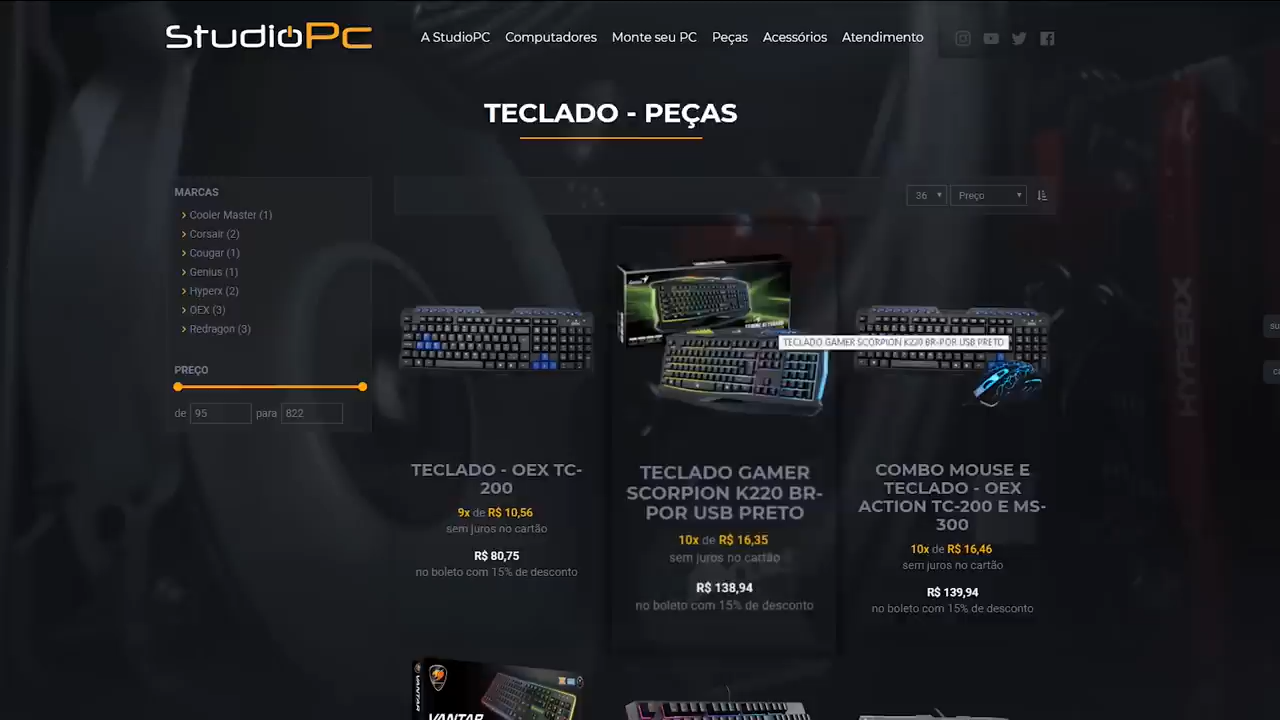 StudioPc
A StudioPC Computadores Monte seu PC Peças Acessórios Atendimento
TECLADO - PEÇAS
MARCAS
Cooler Master (1)
Corsair (2)
Cougar (1)
Genius (1)
Hyperx (2)
OEX (3)
Redragon (3)
PREÇO
de 95 para 822
36 Preço
TECLADO GAMER SCORPION K220 BR-POR USB PRETO
TECLADO - OEX TC-
200
9x de R$ 10,56
sem juros no cartão
R$ 80,75
no boleto com 15% de desconto
TECLADO GAMER
SCORPION K220 BR-
POR USB PRETO
10x de R$ 16,35
sem juros no cartão
R$ 138,94
no boleto com 15% de desconto
COMBO MOUSE E
TECLADO - OEX
ACTION TC-200 E MS-
300
10x de R$ 16,46
sem juros no cartão
R$ 139,94
no boleto com 15% de desconto
HYPERX
VANTAR
VANTAR